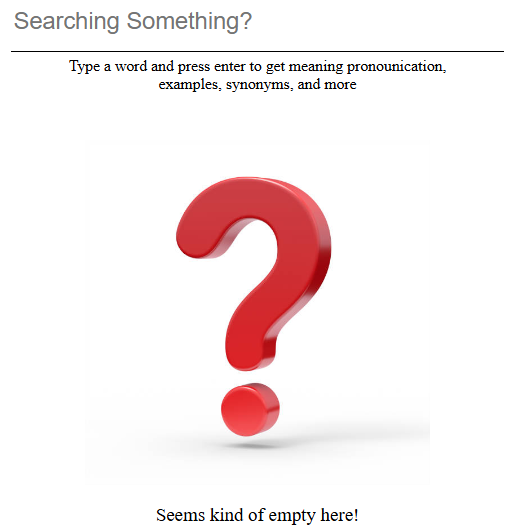 Searching Something?
Type a word and press enter to get meaning pronounication,
examples, synonyms, and more
Seems kind of empty here!